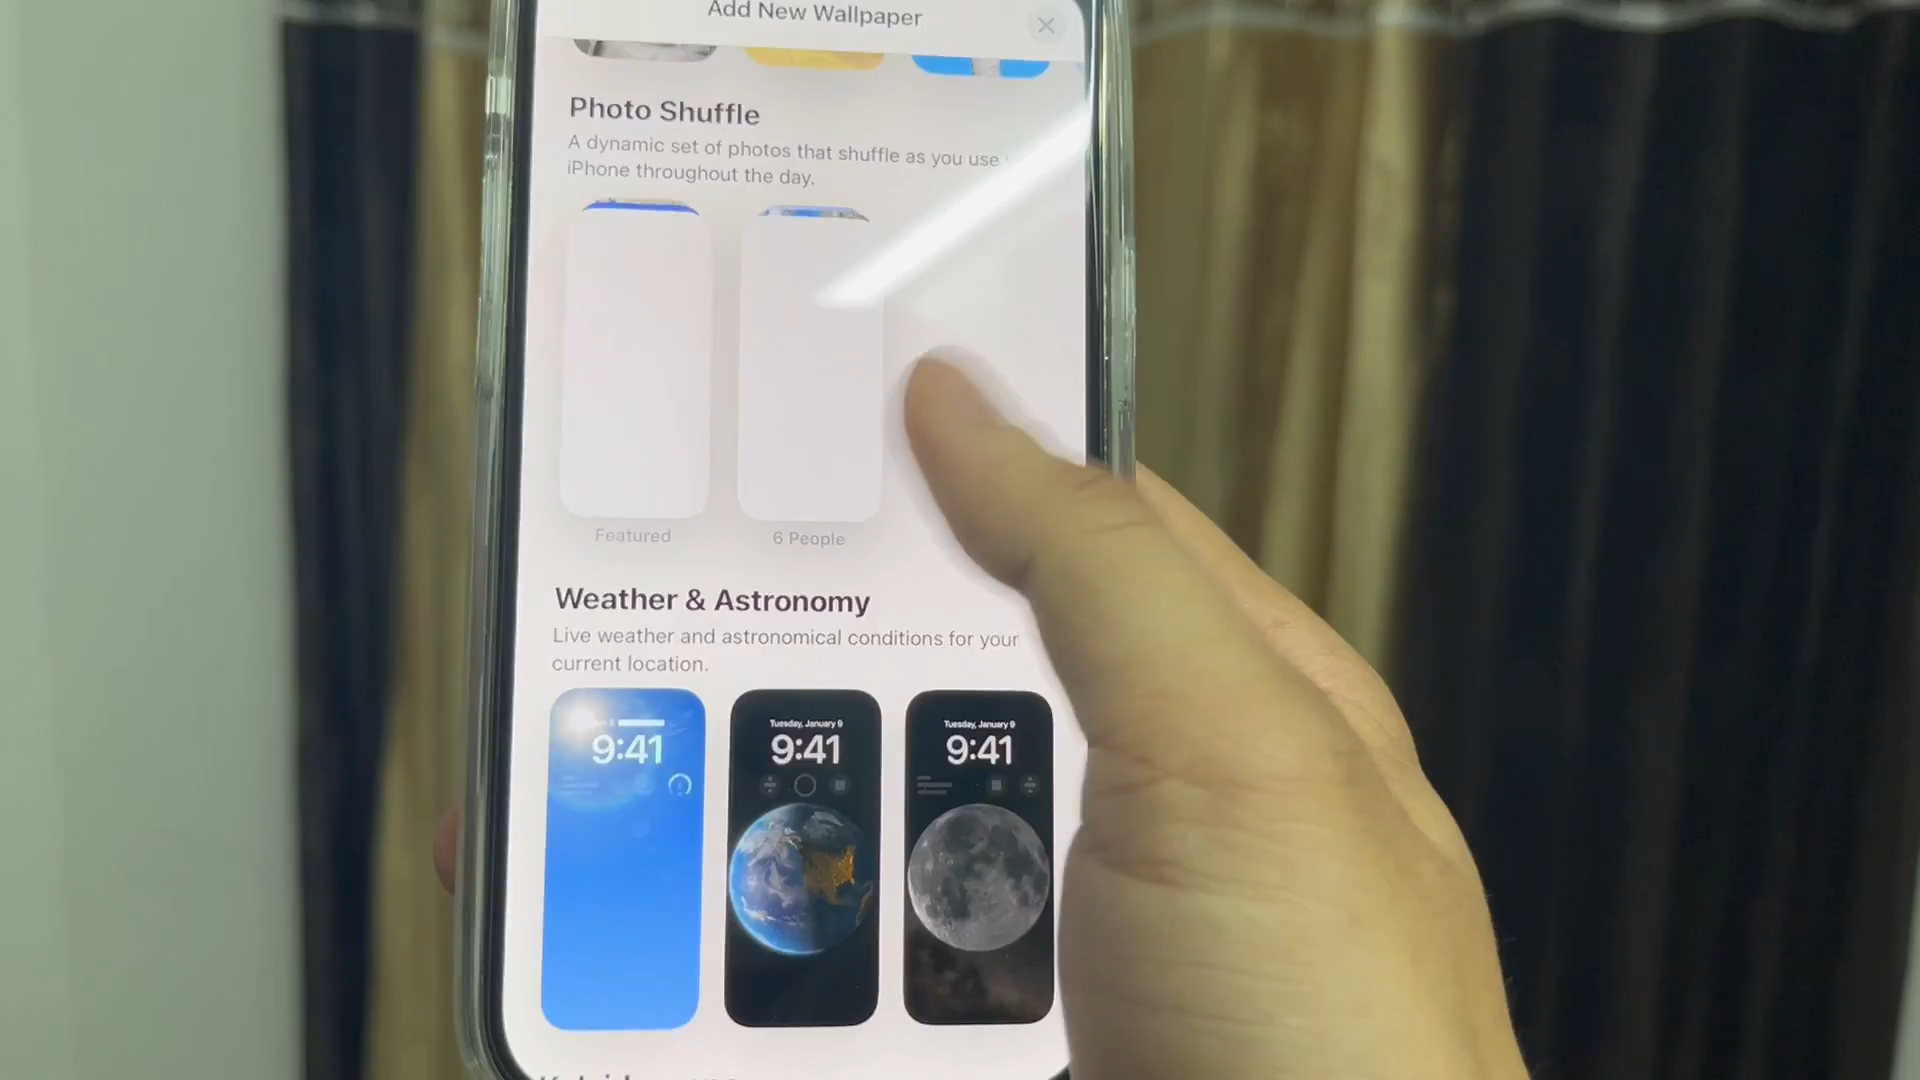 Add New Wallpaper
Photo Shuffle
A dynamic set of photos that shuffle as you use
iPhone throughout the day.
Featured
6 People
Weather & Astronomy
Live weather and astronomical conditions for your
current location.
9:41
Tuesday, January 9
9:41
Tuesday, January 9
9:41